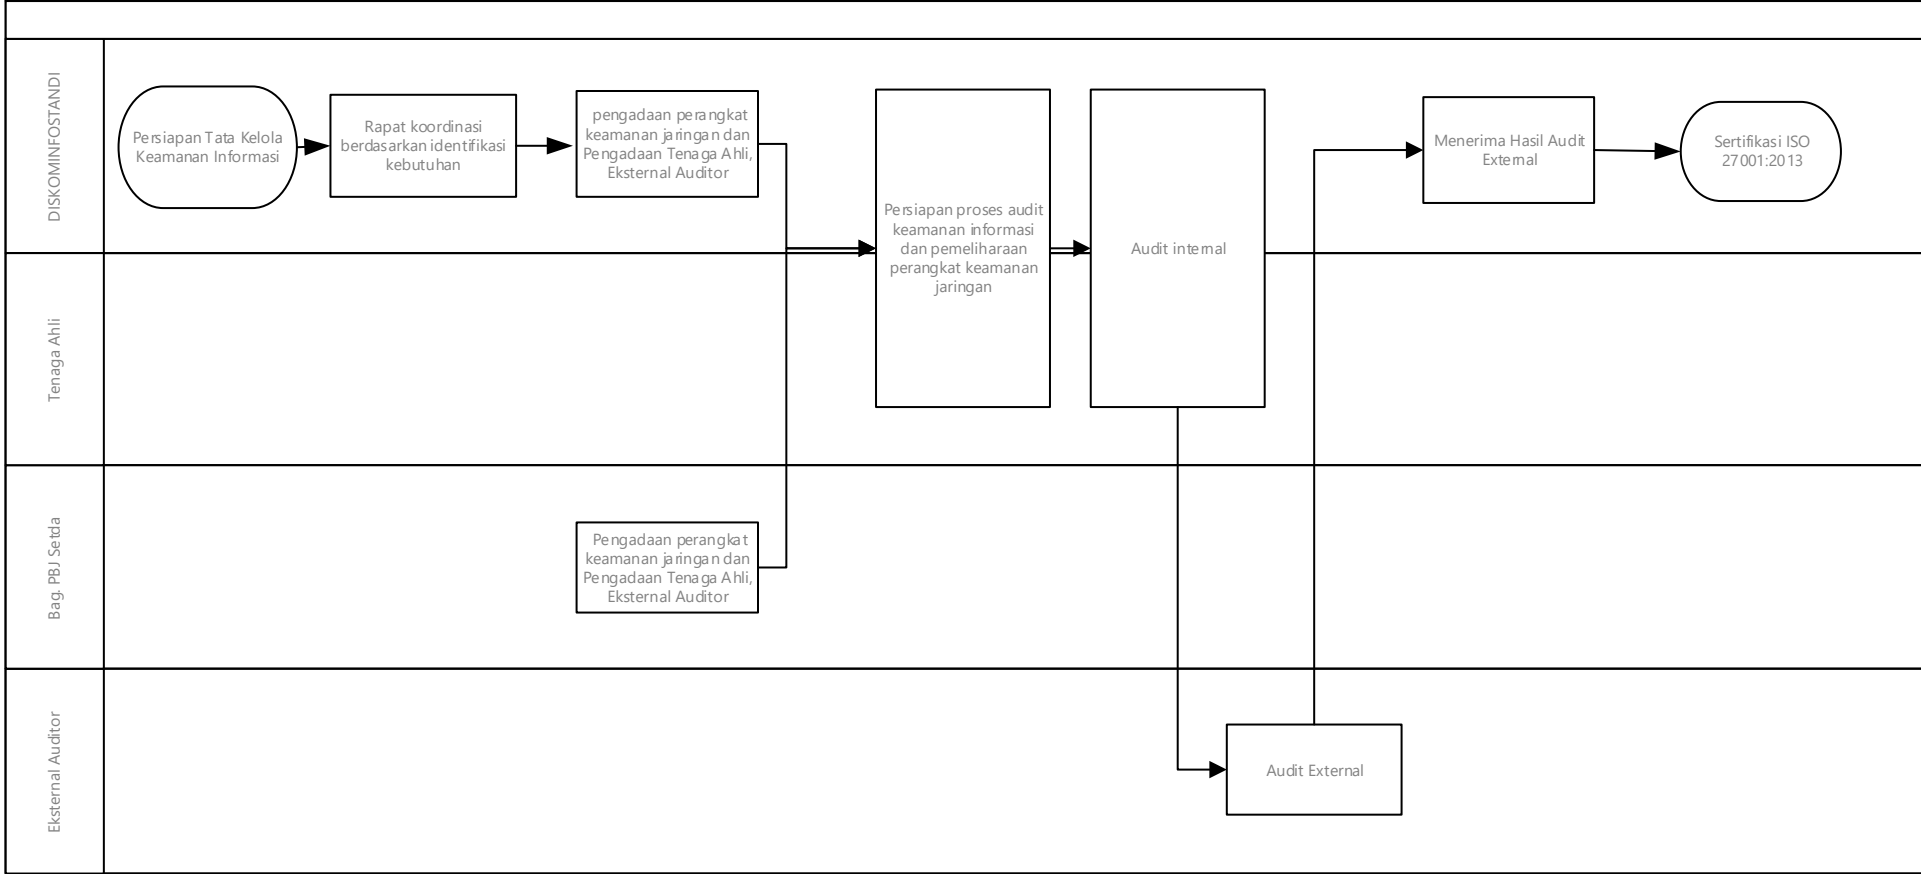 DISKOMINFOSTANDI
Persiapan Tata Kelola
Keamanan Informasi
Rapat koordinasi
berdasarkan identifikasi
kebutuhan
pengadaan perangkat
keamanan jaringan dan
Pengadaan Tenaga Ahli,
Eksternal Auditor
Persiapan proses audit
keamanan informasi
dan pemeliharaan
perangkat keamanan
jaringan
Audit internal
Menerima Hasil Audit
External
Sertifikasi ISO
27001:2013
Tenaga Ahli
Bag. PBJ Setda
Pengadaan perangkat
keamanan jaringan dan
Pengadaan Tenaga Ahli,
Eksternal Auditor
Eksternal Auditor
Audit External